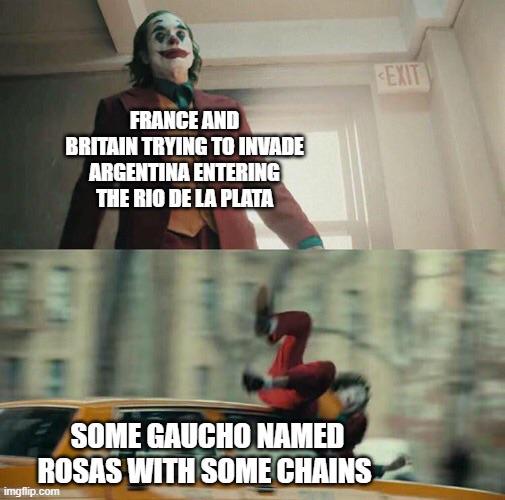 <EXIT
FRANCE AND
BRITAIN TRYING TO INVADE
ARGENTINA ENTERING
THE RIO DE LA PLATA
SOME GAUCHO NAMED
ROSAS WITH SOME CHAINS
imgflip.com